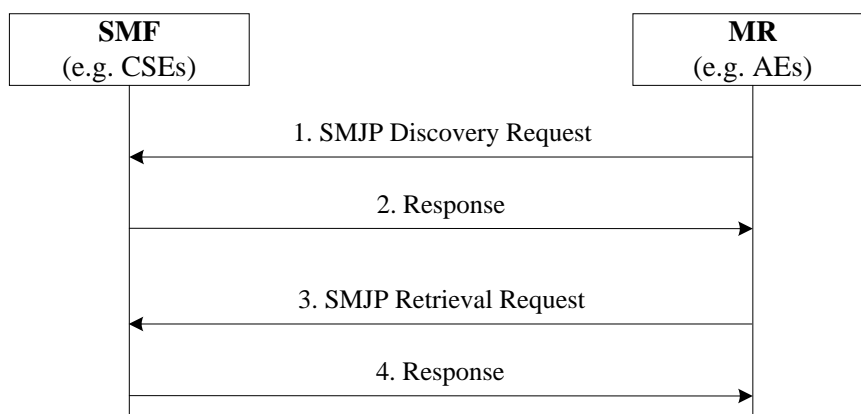 SMF
(e.g. CSEs)
MR
(e.g. AEs)
1. SMJP Discovery Request
2. Response
3. SMJP Retrieval Request
4. Response